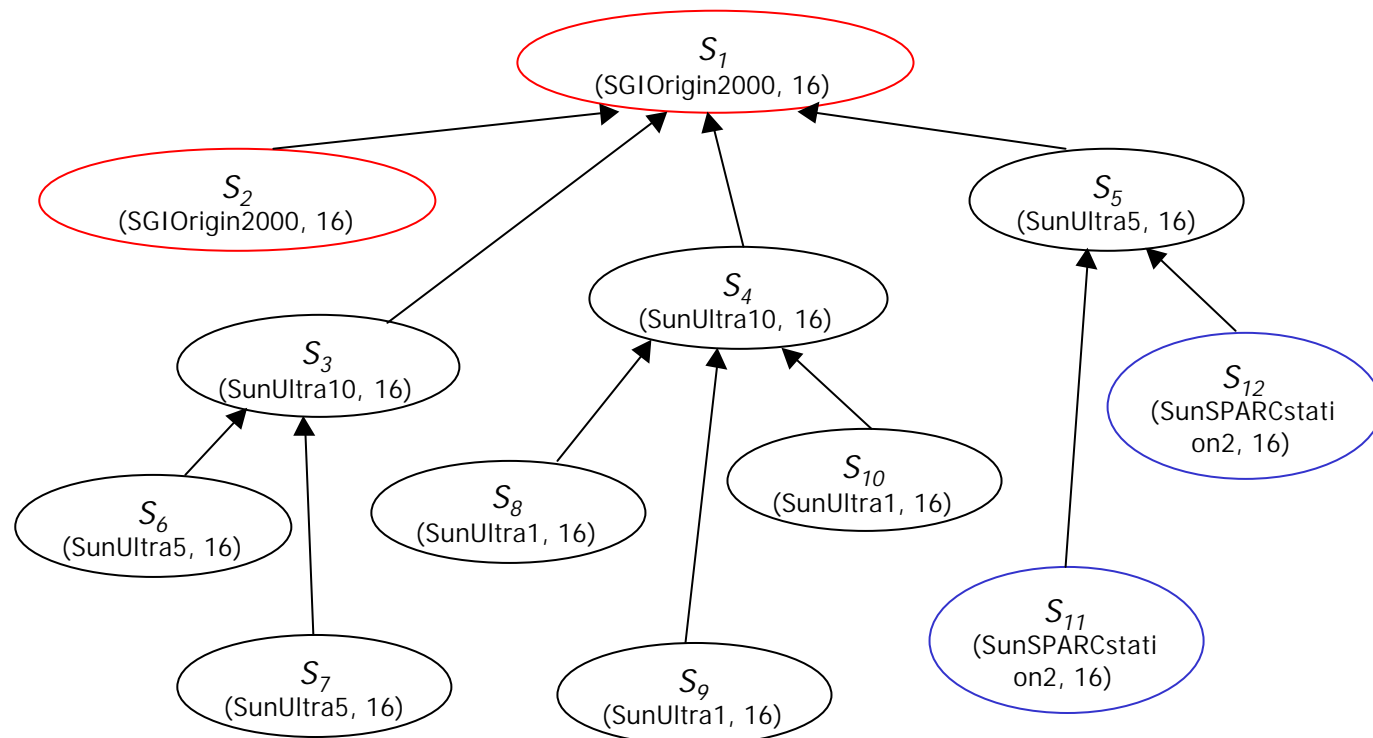 S1
(SGIOrigin2000, 16)
S2
(SGIOrigin2000, 16)
S5
(SunUltra5, 16)
S4
(SunUltra10, 16)
S3
(SunUltra10, 16)
S12
(SunSPARCstati
on2, 16)
S10
(SunUltra1, 16)
S8
(SunUltra1, 16)
S6
(SunUltra5, 16)
S11
(SunSPARCstati
on2, 16)
S7
(SunUltra5, 16)
S9
(SunUltra1, 16)